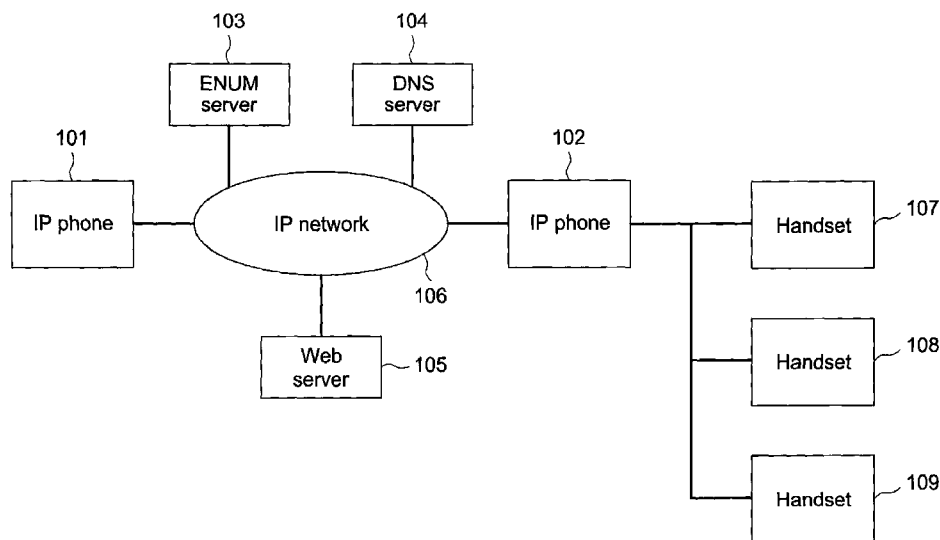 103
104
ENUM
server
DNS
server
101
102
IP phone
IP network
IP phone
Handset
107
106
Web
server
105
Handset
108
Handset
109